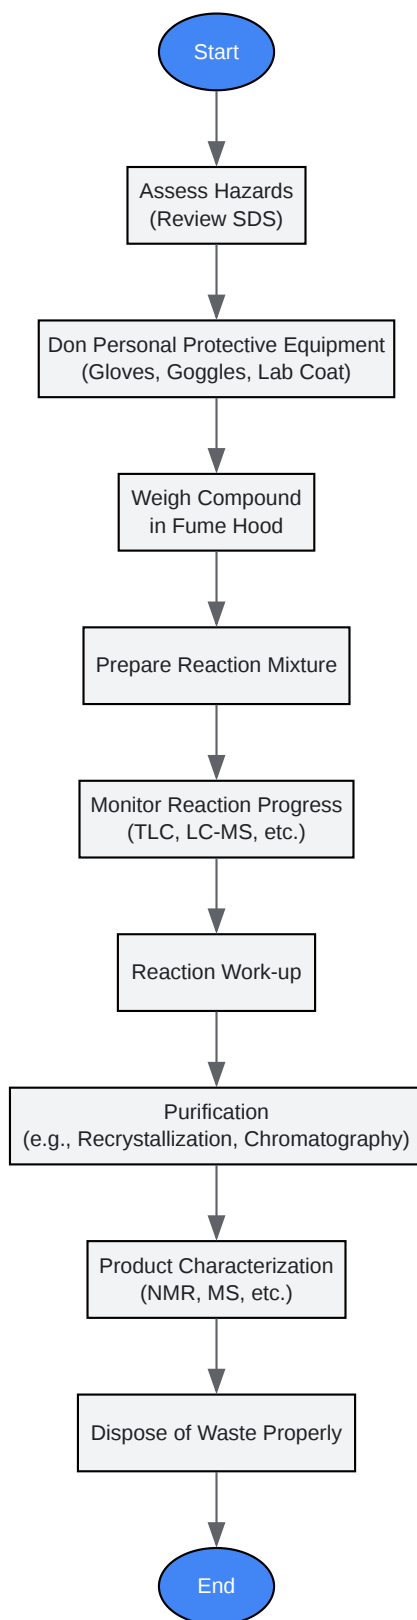 Start
Assess Hazards
(Review SDS)
Don Personal Protective Equipment
(Gloves, Goggles, Lab Coat)
Weigh Compound
in Fume Hood
Prepare Reaction Mixture
Monitor Reaction Progress
(TLC, LC-MS, etc.)
Reaction Work-up
Purification
(e.g., Recrystallization, Chromatography)
Product Characterization
(NMR, MS, etc.)
Dispose of Waste Properly
End